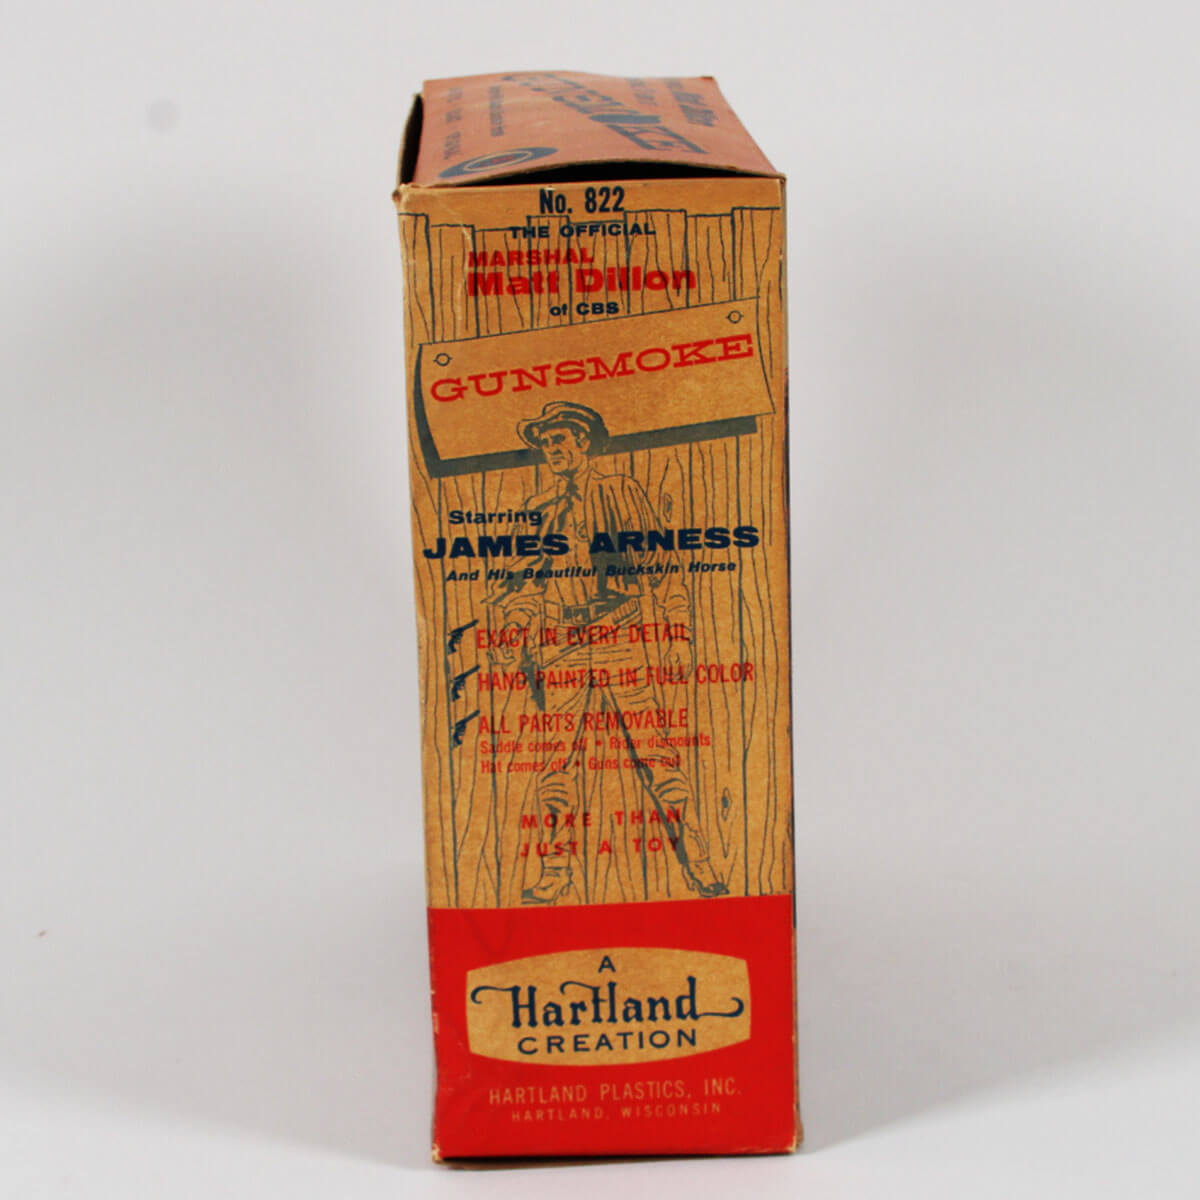 No. 822
THE OFFICIAL
MARSHAL
Matt Dillon
of CBS
GUNSMOKE
Starring
JAMES ARNESS
And His Beautiful Buckskin Horse
EXACT IN EVERY DETAIL
HAND PAINTED IN FULL COLOR
ALL PARTS REMOVABLE
Saddle comes off • Rider dismounts
Hat comes off • Guns come out
MORE THAN
JUST A TOY
A
Hartland
CREATION
HARTLAND PLASTICS, INC.
HARTLAND, WISCONSIN